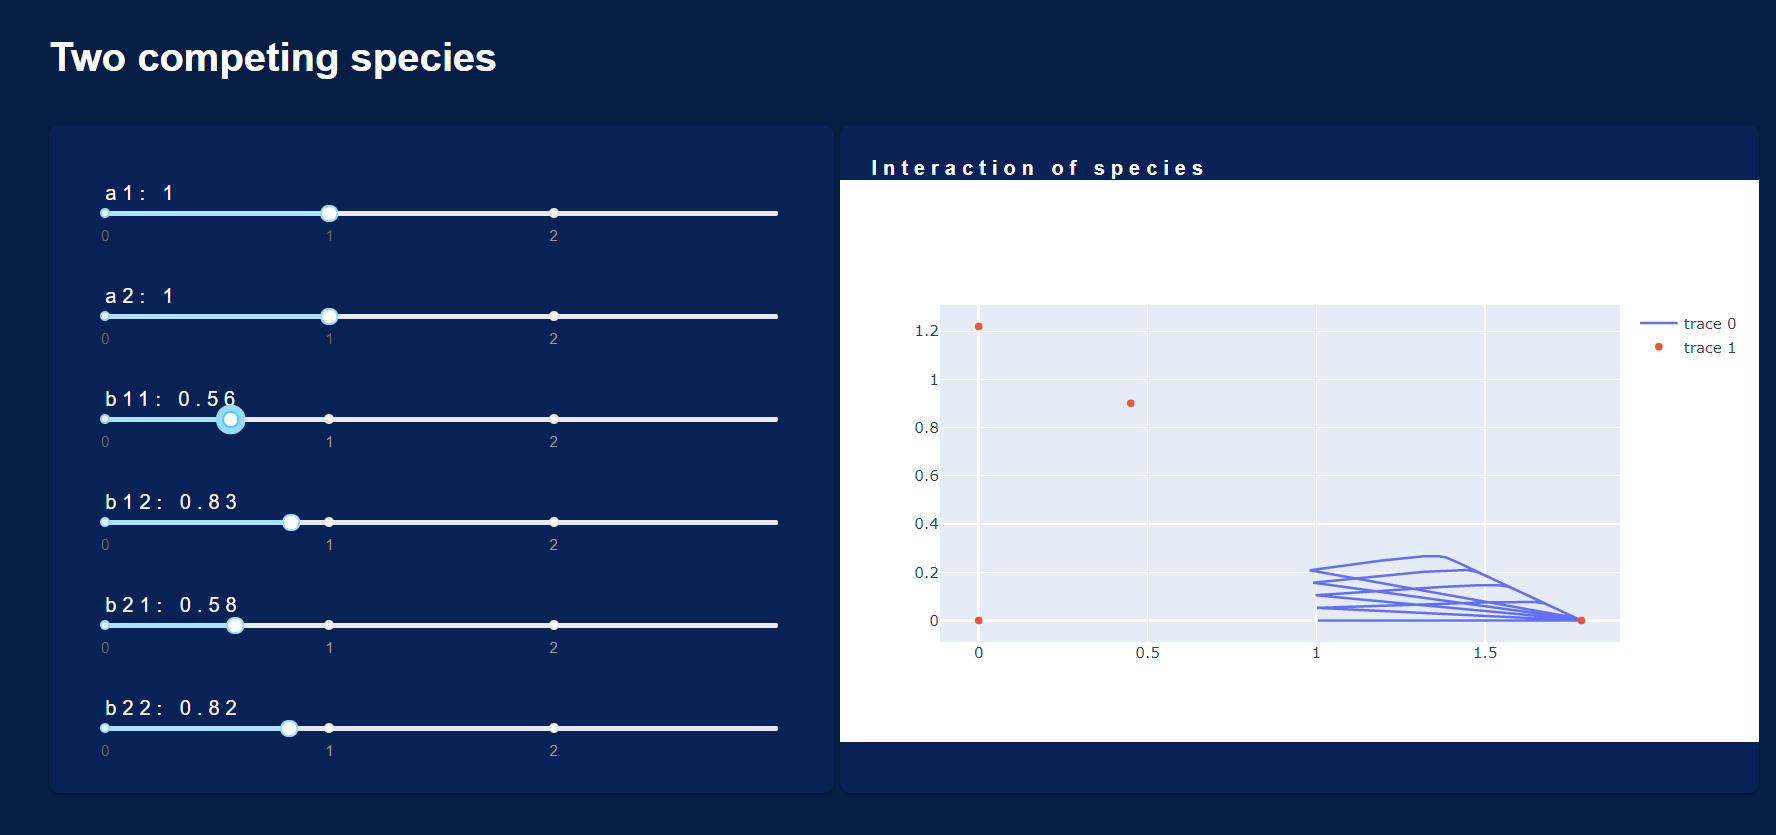 Two competing species
a1: 1
0 1 2
a2: 1
0 1 2
b11: 0.56
0 1 2
b12: 0.83
0 1 2
b21: 0.58
0 1 2
b22: 0.82
0 1 2
Interaction of species
1.2
1
0.8
0.6
0.4
0.2
0
0 0.5 1 1.5
trace 0
trace 1